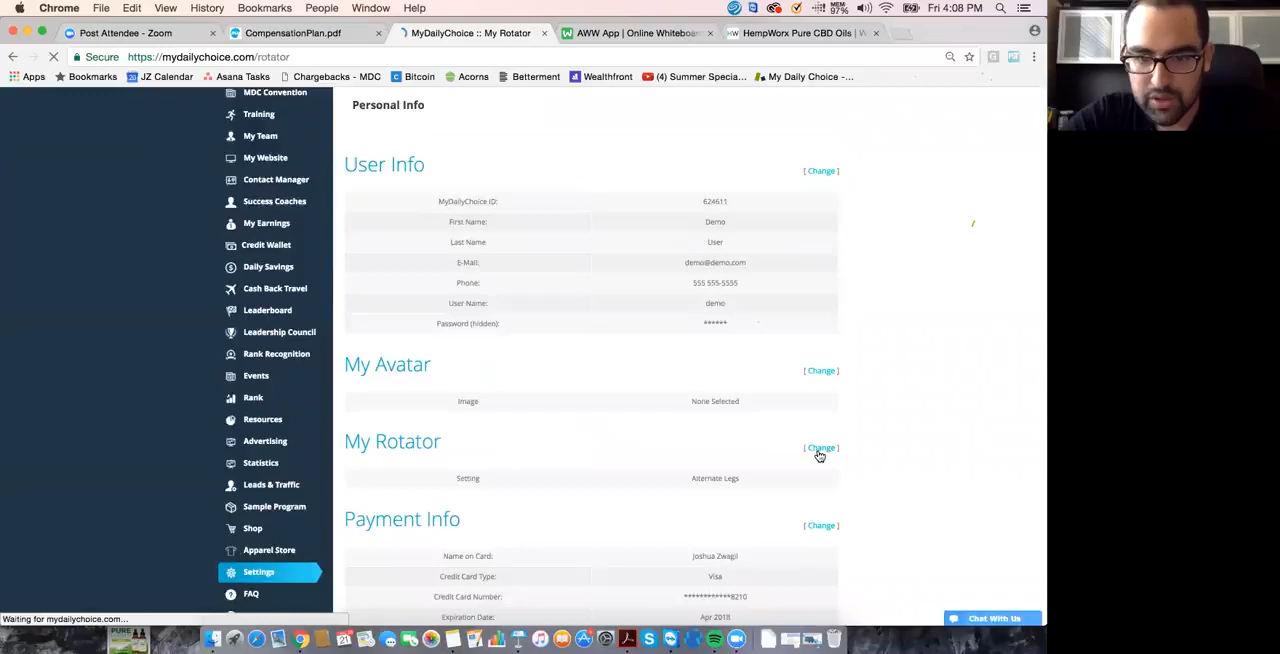 Chrome File Edit View History Bookmarks People Window Help MEM 97% Fri 4:08 PM
Post Attendee - Zoom × CompensationPlan.pdf × MyDailyChoice :: My Rotator × AWW App | Online Whiteboar × HW HempWorx Pure CBD Oils | W ×
Secure https://mydailychoice.com/rotator
Apps Bookmarks 20 JZ Calendar Asana Tasks Chargebacks - MDC C Bitcoin Acorns B Betterment Wealthfront (4) Summer Specia... My Daily Choice -...
MDC Convention
Training
My Team
My Website
Contact Manager
Success Coaches
My Earnings
Credit Wallet
Daily Savings
Cash Back Travel
Leaderboard
Leadership Council
Rank Recognition
Events
Rank
Resources
Advertising
Statistics
Leads & Traffic
Sample Program
Shop
Apparel Store
Settings
FAQ
Personal Info
User Info [ Change ]
MyDailyChoice ID: 624611
First Name: Demo
Last Name User
E-Mail: demo@demo.com
Phone: 555 555-5555
User Name: demo
Password (hidden): ******
My Avatar [ Change ]
Image None Selected
My Rotator [ Change ]
Setting Alternate Legs
Payment Info [ Change ]
Name on Card: Joshua Zwagil
Credit Card Type: Visa
Credit Card Number: ************8210
Expiration Date: Apr 2018
Waiting for mydailychoice.com...
Chat With Us
PURE